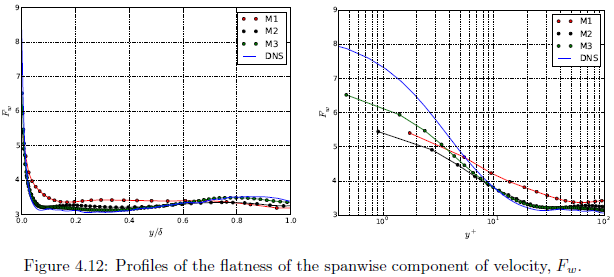 9
8
7
6
5
4
3
F_w
0.0 0.2 0.4 0.6 0.8 1.0
y/δ
M1
M2
M3
DNS
9
8
7
6
5
4
3
F_w
10^0 10^1 10^2
y^+
M1
M2
M3
DNS
Figure 4.12: Profiles of the flatness of the spanwise component of velocity, F_w.